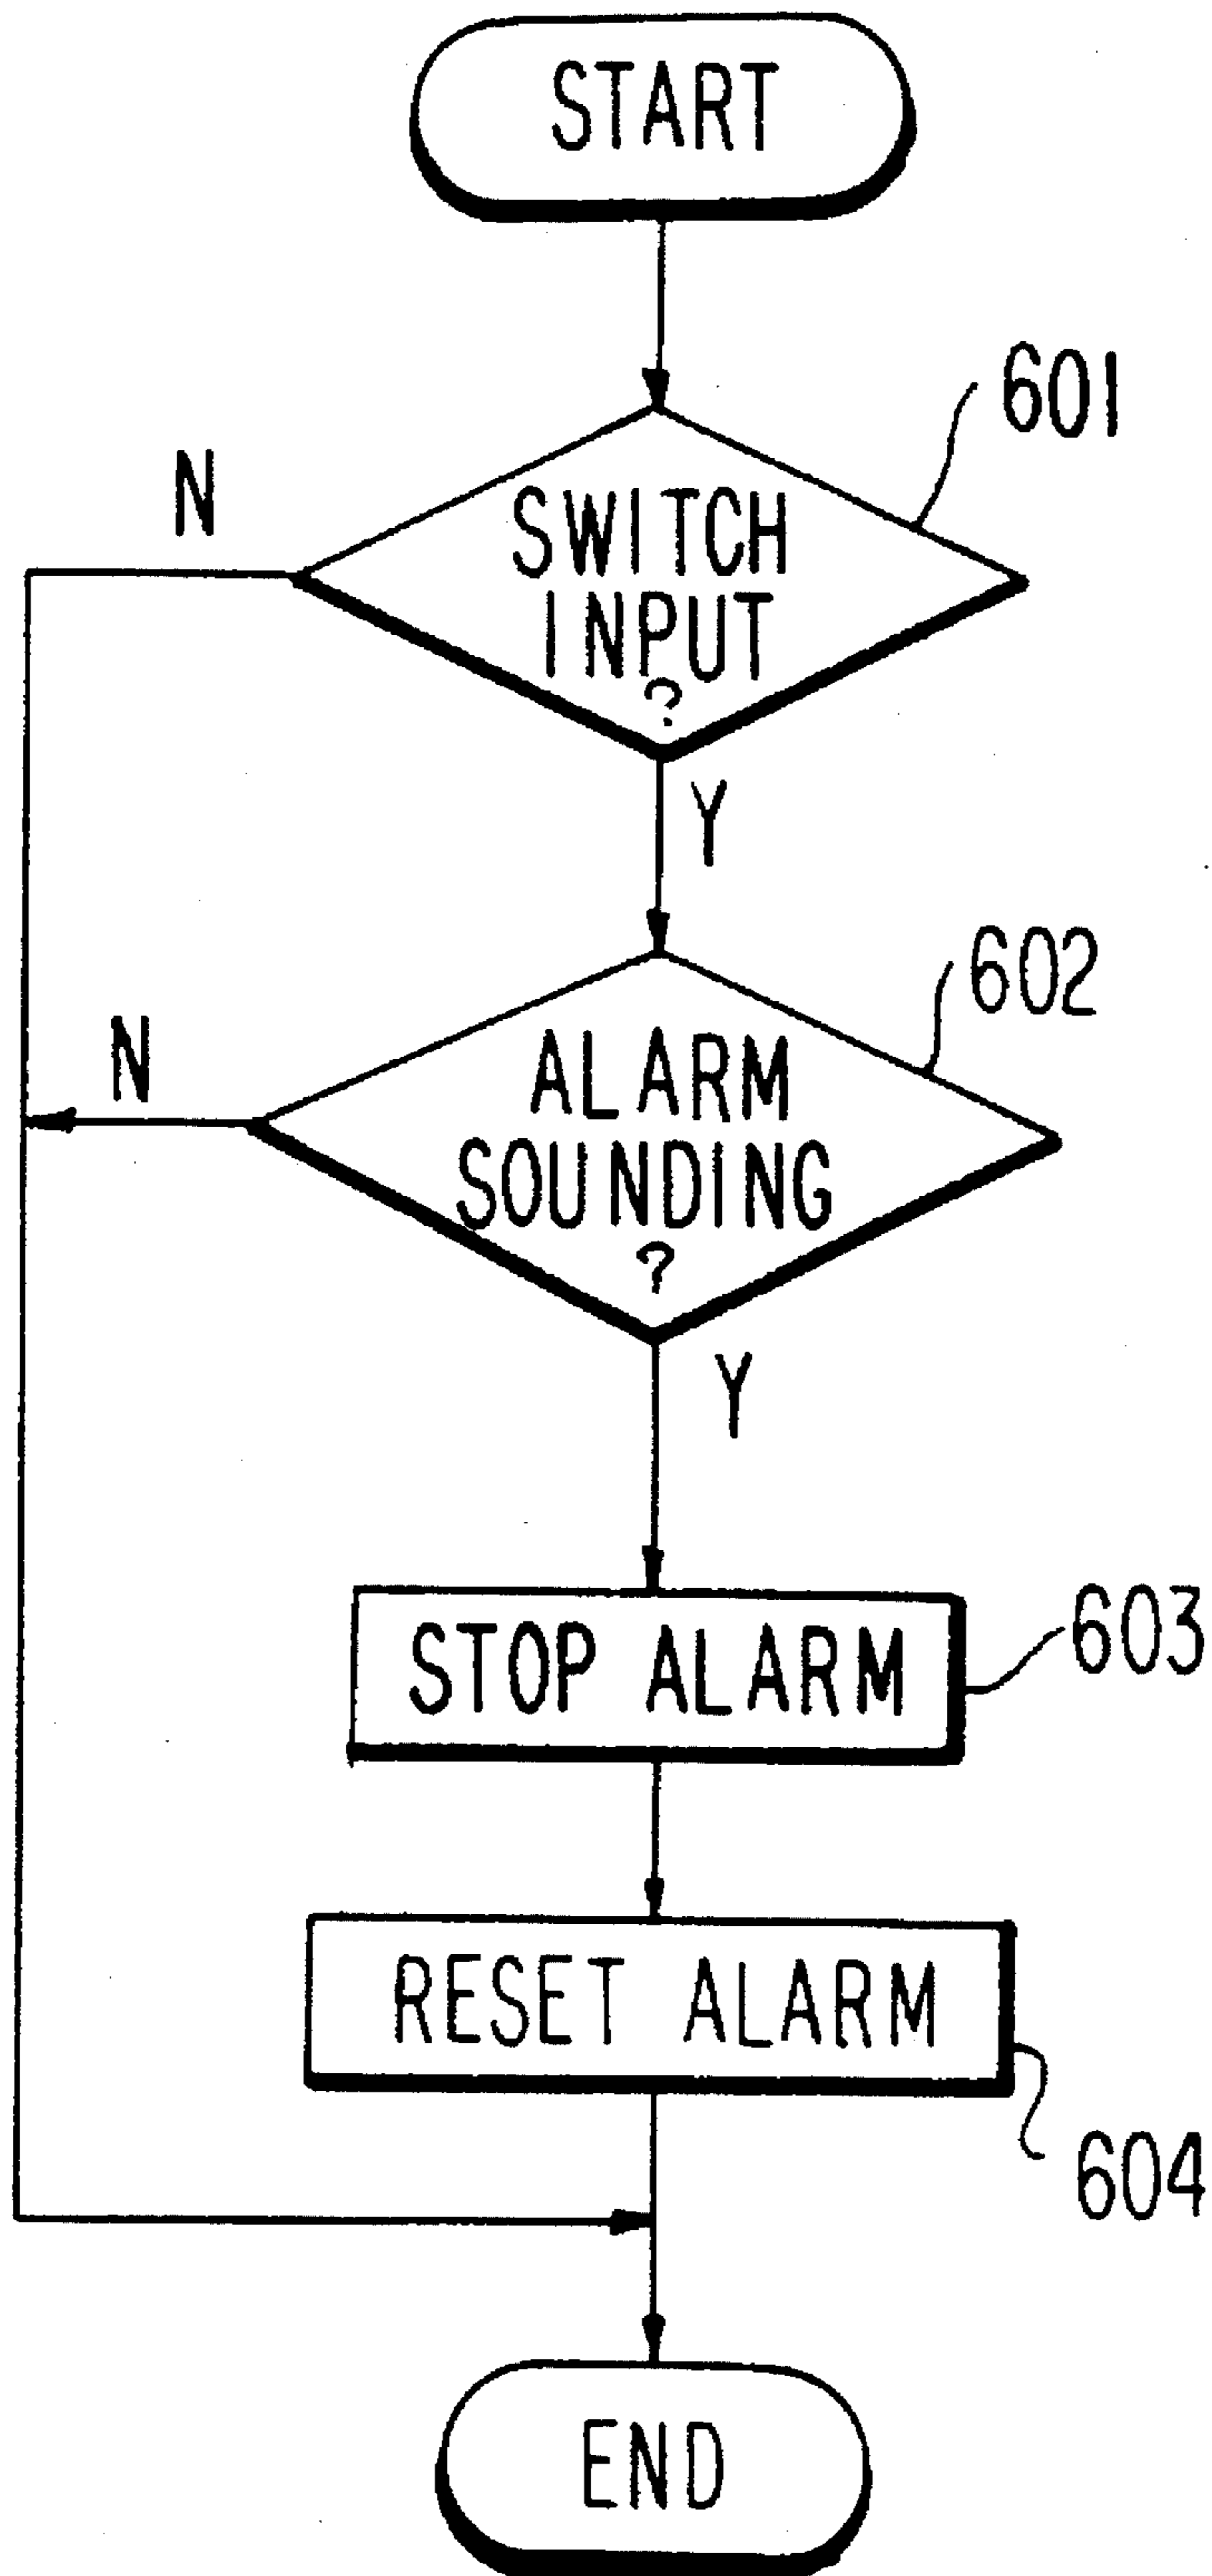 START
601
N
SWITCH
INPUT
?
Y
602
N
ALARM
SOUNDING
?
Y
STOP ALARM
603
RESET ALARM
604
END